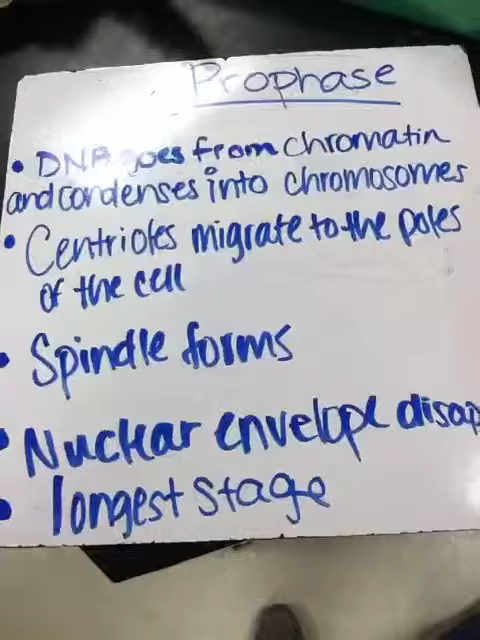 Prophase
• DNA goes from chromatin
and condenses into chromosomes
• Centrioles migrate to the poles
of the cell
• Spindle forms
• Nuclear envelope disap
• longest stage